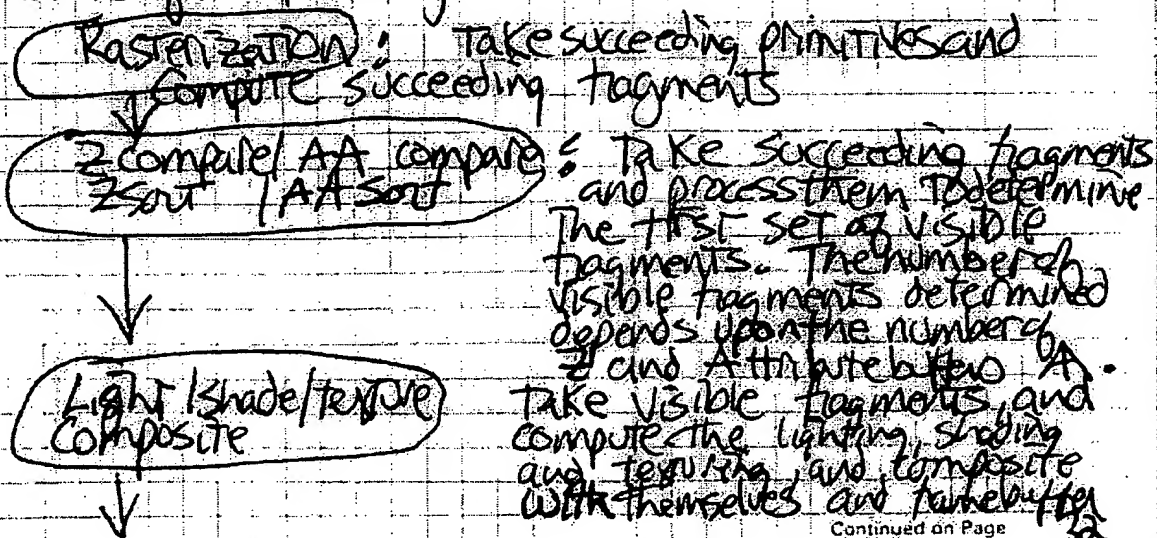 Rasterization : Take succeeding primitives and
compute succeeding fragments
Z compare / AA compare : Take succeeding fragments
Z sort / AA sort and process them To determine
The first set of visible
fragments. The number of
visible fragments determined
depends upon the number of
Z and Attribute buffers
Light / shade / texture Take visible fragments, and
Composite compute the lighting, shading
and texturing, and composite
with themselves and framebuffer
Continued on Page